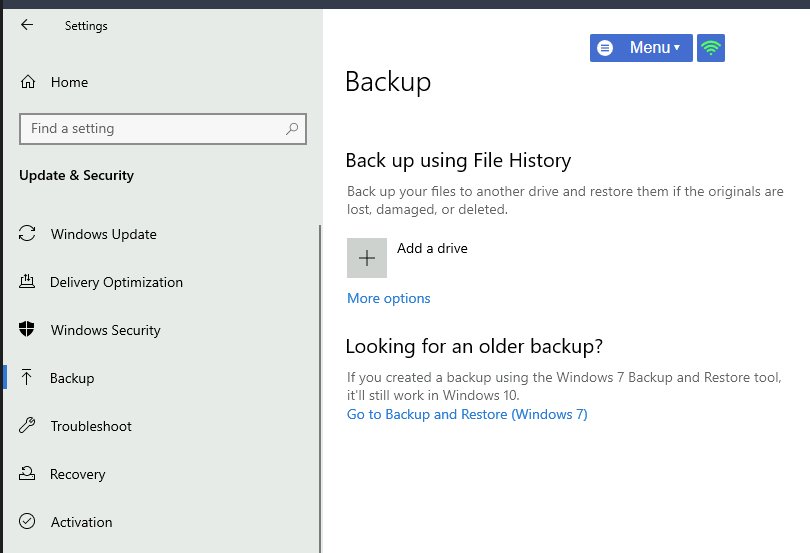 Settings
Home
Find a setting
Update & Security
Windows Update
Delivery Optimization
Windows Security
Backup
Troubleshoot
Recovery
Activation
Menu
Backup
Back up using File History
Back up your files to another drive and restore them if the originals are
lost, damaged, or deleted.
Add a drive
More options
Looking for an older backup?
If you created a backup using the Windows 7 Backup and Restore tool,
it'll still work in Windows 10.
Go to Backup and Restore (Windows 7)